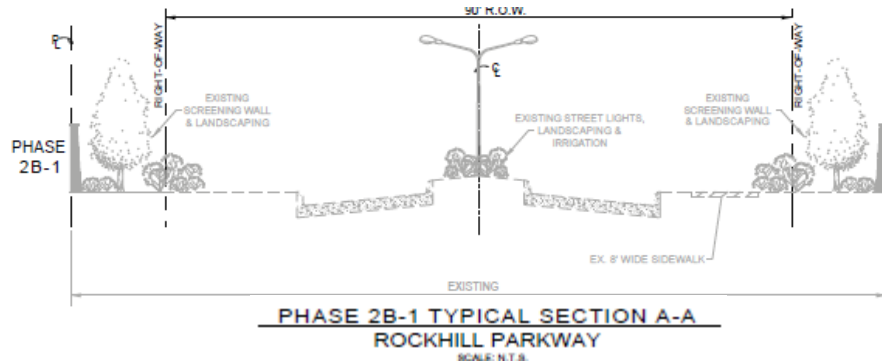 90' R.O.W.
℄
RIGHT-OF-WAY
RIGHT-OF-WAY
℄
EXISTING
SCREENING WALL
& LANDSCAPING
EXISTING
SCREENING WALL
& LANDSCAPING
EXISTING STREET LIGHTS,
LANDSCAPING &
IRRIGATION
PHASE
2B-1
EX. 8' WIDE SIDEWALK
EXISTING
PHASE 2B-1 TYPICAL SECTION A-A
ROCKHILL PARKWAY
SCALE: N.T.S.